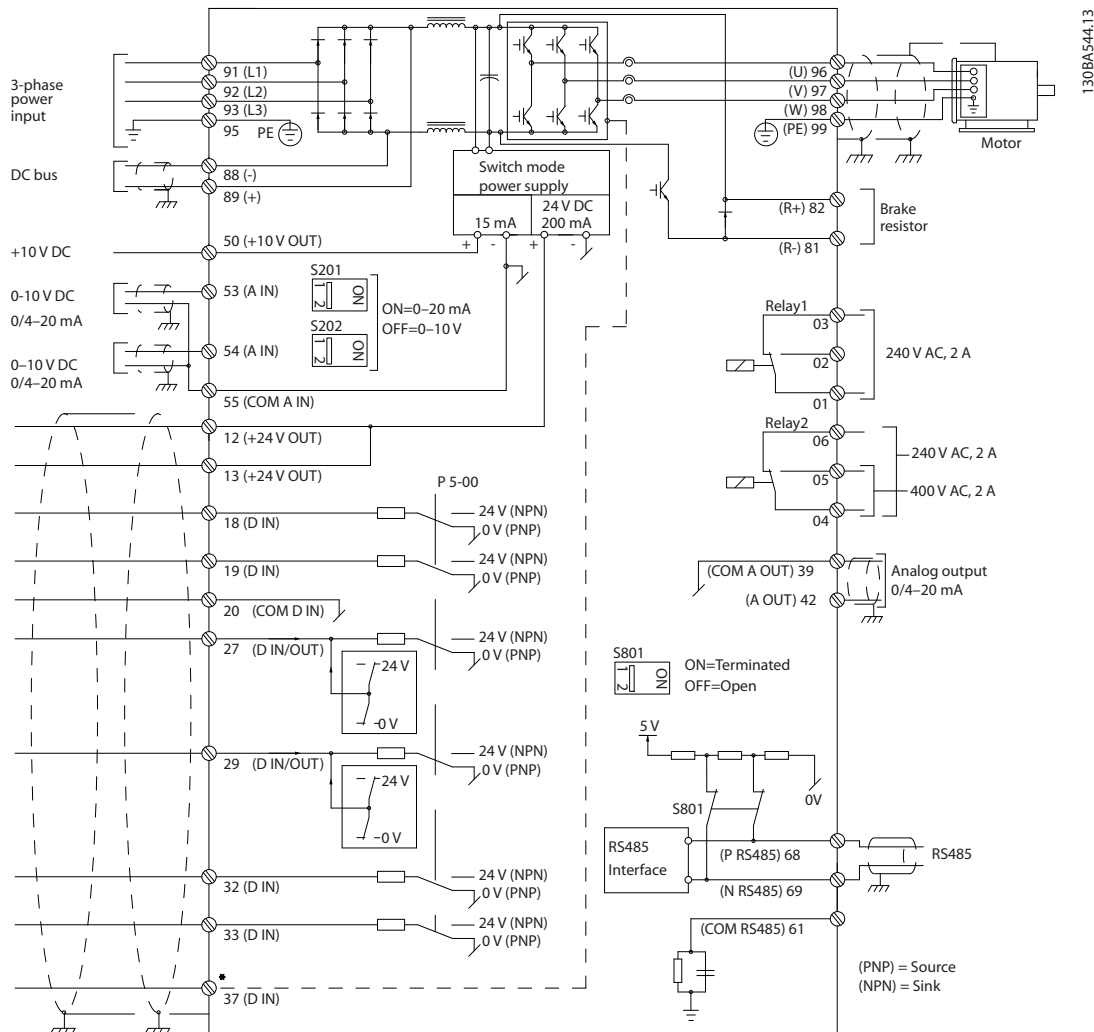 130BA544.13
3-phase
power
input
91 (L1)
92 (L2)
93 (L3)
95
PE
DC bus
88 (-)
89 (+)
+10 V DC
50 (+10 V OUT)
0-10 V DC
0/4–20 mA
53 (A IN)
0–10 V DC
0/4–20 mA
54 (A IN)
55 (COM A IN)
12 (+24 V OUT)
13 (+24 V OUT)
18 (D IN)
19 (D IN)
20 (COM D IN)
27 (D IN/OUT)
24 V
0 V
29 (D IN/OUT)
24 V
0 V
32 (D IN)
33 (D IN)
*
37 (D IN)
S201
1 2
ON
S202
1 2
ON
ON=0–20 mA
OFF=0–10 V
P 5-00
24 V (NPN)
0 V (PNP)
24 V (NPN)
0 V (PNP)
24 V (NPN)
0 V (PNP)
24 V (NPN)
0 V (PNP)
24 V (NPN)
0 V (PNP)
24 V (NPN)
0 V (PNP)
Switch mode
power supply
15 mA
24 V DC
200 mA
+ - + -
(U) 96
(V) 97
(W) 98
(PE) 99
Motor
(R+) 82
(R-) 81
Brake
resistor
Relay1
03
02
01
240 V AC, 2 A
Relay2
06
05
04
240 V AC, 2 A
400 V AC, 2 A
(COM A OUT) 39
(A OUT) 42
Analog output
0/4–20 mA
S801
1 2
ON
ON=Terminated
OFF=Open
5 V
0V
S801
RS485
Interface
(P RS485) 68
(N RS485) 69
RS485
(COM RS485) 61
(PNP) = Source
(NPN) = Sink